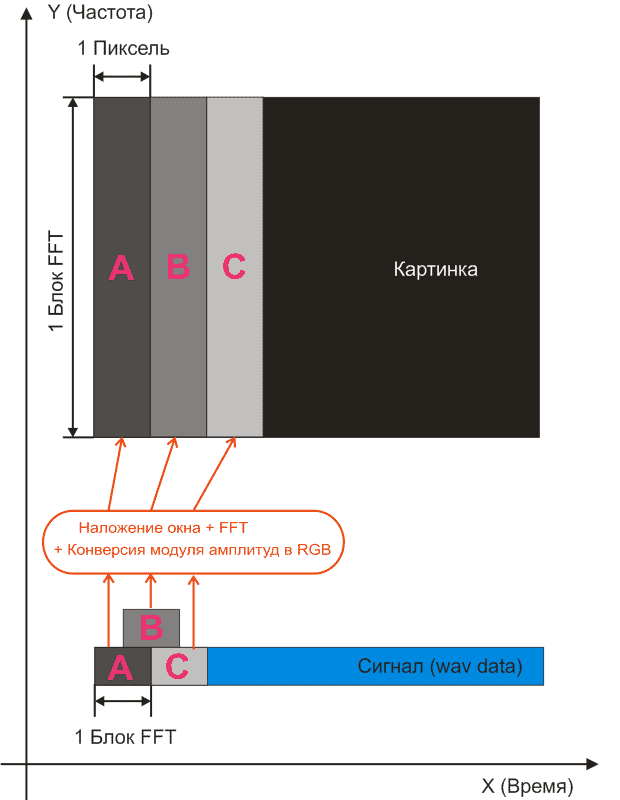 Y (Частота)
1 Пиксель
1 Блок FFT
A
B
C
Картинка
Наложение окна + FFT
+ Конверсия модуля амплитуд в RGB
B
A
C
Сигнал (wav data)
1 Блок FFT
X (Время)